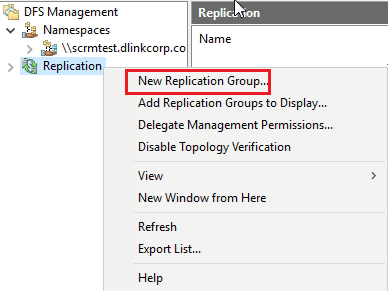 DFS Management
Replication
Namespaces
Name
\\scrmtest.dlinkcorp.co
Replication
New Replication Group...
Add Replication Groups to Display...
Delegate Management Permissions...
Disable Topology Verification
View
New Window from Here
Refresh
Export List...
Help